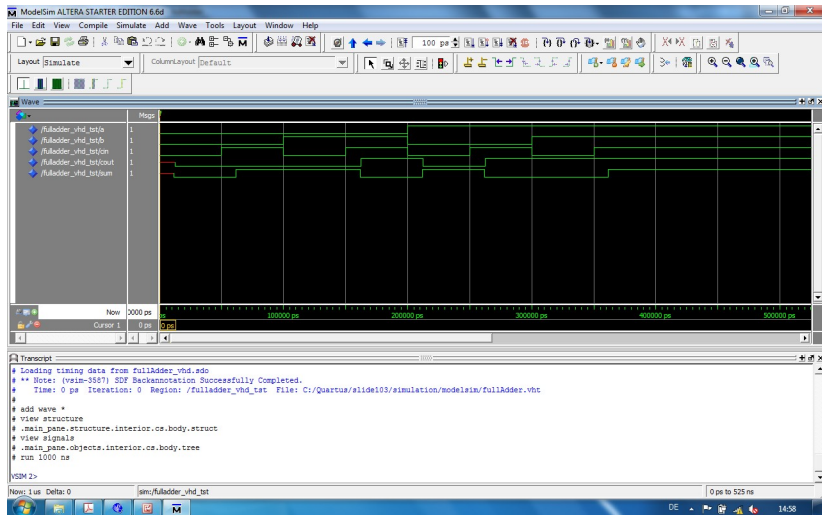 ModelSim ALTERA STARTER EDITION 6.6d
File Edit View Compile Simulate Add Wave Tools Layout Window Help
100 ps
Layout Simulate
ColumnLayout Default
Wave
Msgs
/fulladder_vhd_tst/a 1
/fulladder_vhd_tst/b 1
/fulladder_vhd_tst/cin 1
/fulladder_vhd_tst/cout 1
/fulladder_vhd_tst/sum 1
Now 0000 ps
ps 100000 ps 200000 ps 300000 ps 400000 ps 500000 ps
Cursor 1 0 ps 0 ps
Transcript
# Loading timing data from fullAdder_vhd.sdo
# ** Note: (vsim-3587) SDF Backannotation Successfully Completed.
# Time: 0 ps Iteration: 0 Region: /fulladder_vhd_tst File: C:/Quartus/slide103/simulation/modelsim/fullAdder.vht
#
# add wave *
# view structure
# .main_pane.structure.interior.cs.body.struct
# view signals
# .main_pane.objects.interior.cs.body.tree
# run 1000 ns
VSIM 2>
Now: 1 us Delta: 0 sim:/fulladder_vhd_tst 0 ps to 525 ns
DE 14:58